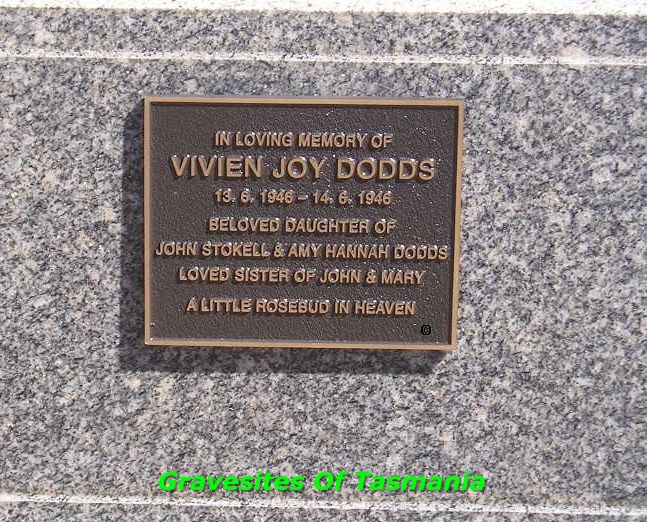 IN LOVING MEMORY OF
VIVIEN JOY DODDS
13. 6. 1946 – 14. 6. 1946
BELOVED DAUGHTER OF
JOHN STOKELL & AMY HANNAH DODDS
LOVED SISTER OF JOHN & MARY
A LITTLE ROSEBUD IN HEAVEN
Gravesites Of Tasmania